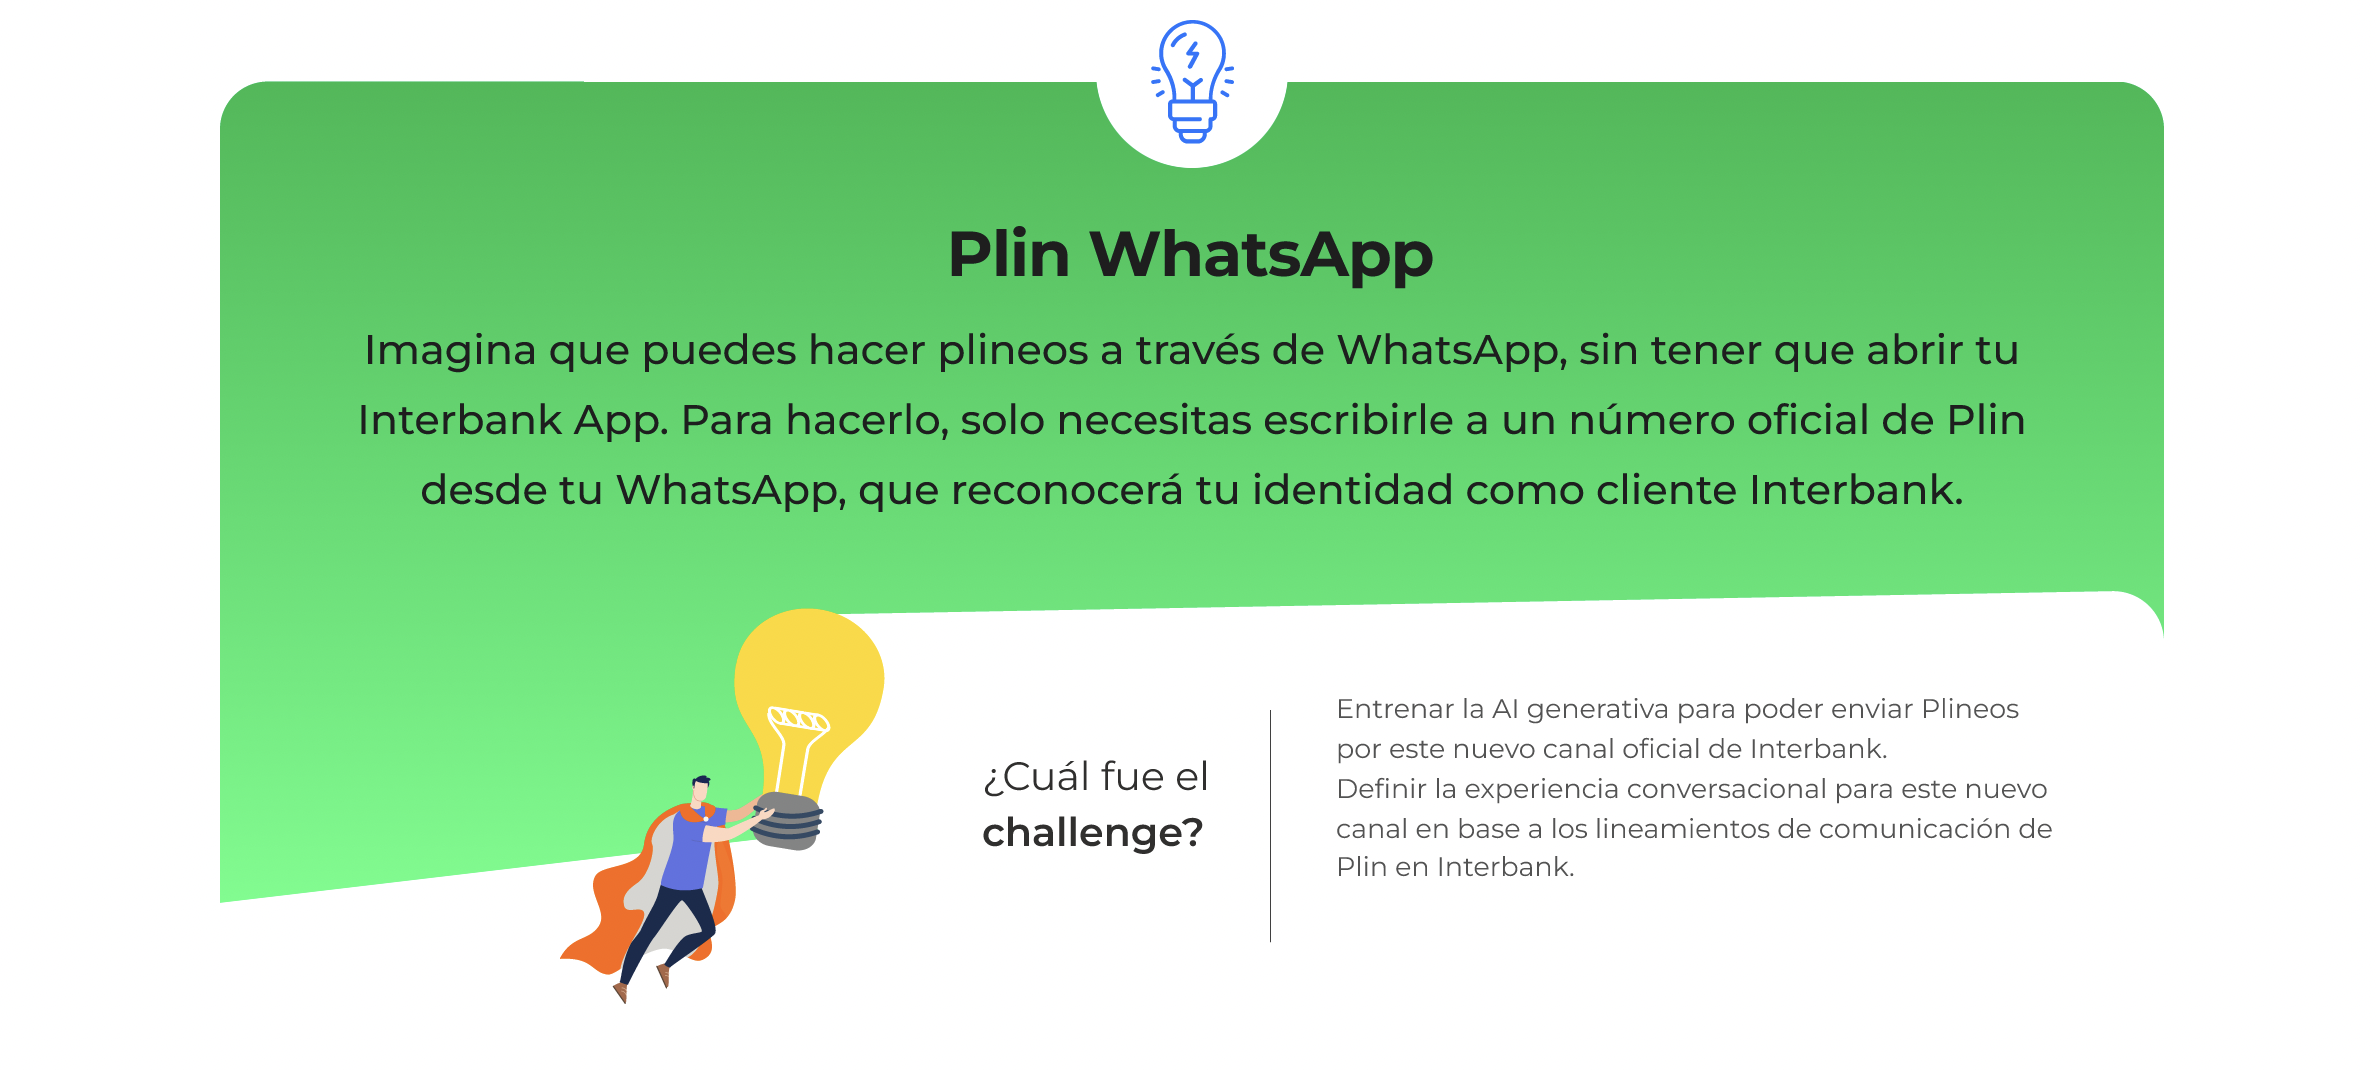 Plin WhatsApp
Imagina que puedes hacer plineos a través de WhatsApp, sin tener que abrir tu
Interbank App. Para hacerlo, solo necesitas escribirle a un número oficial de Plin
desde tu WhatsApp, que reconocerá tu identidad como cliente Interbank.
¿Cuál fue el
challenge?
Entrenar la AI generativa para poder enviar Plineos
por este nuevo canal oficial de Interbank.
Definir la experiencia conversacional para este nuevo
canal en base a los lineamientos de comunicación de
Plin en Interbank.